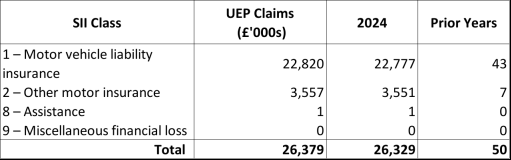 SII Class UEP Claims (£'000s) 2024 Prior Years
1 – Motor vehicle liability insurance 22,820 22,777 43
2 – Other motor insurance 3,557 3,551 7
8 – Assistance 1 1 0
9 – Miscellaneous financial loss 0 0 0
Total 26,379 26,329 50